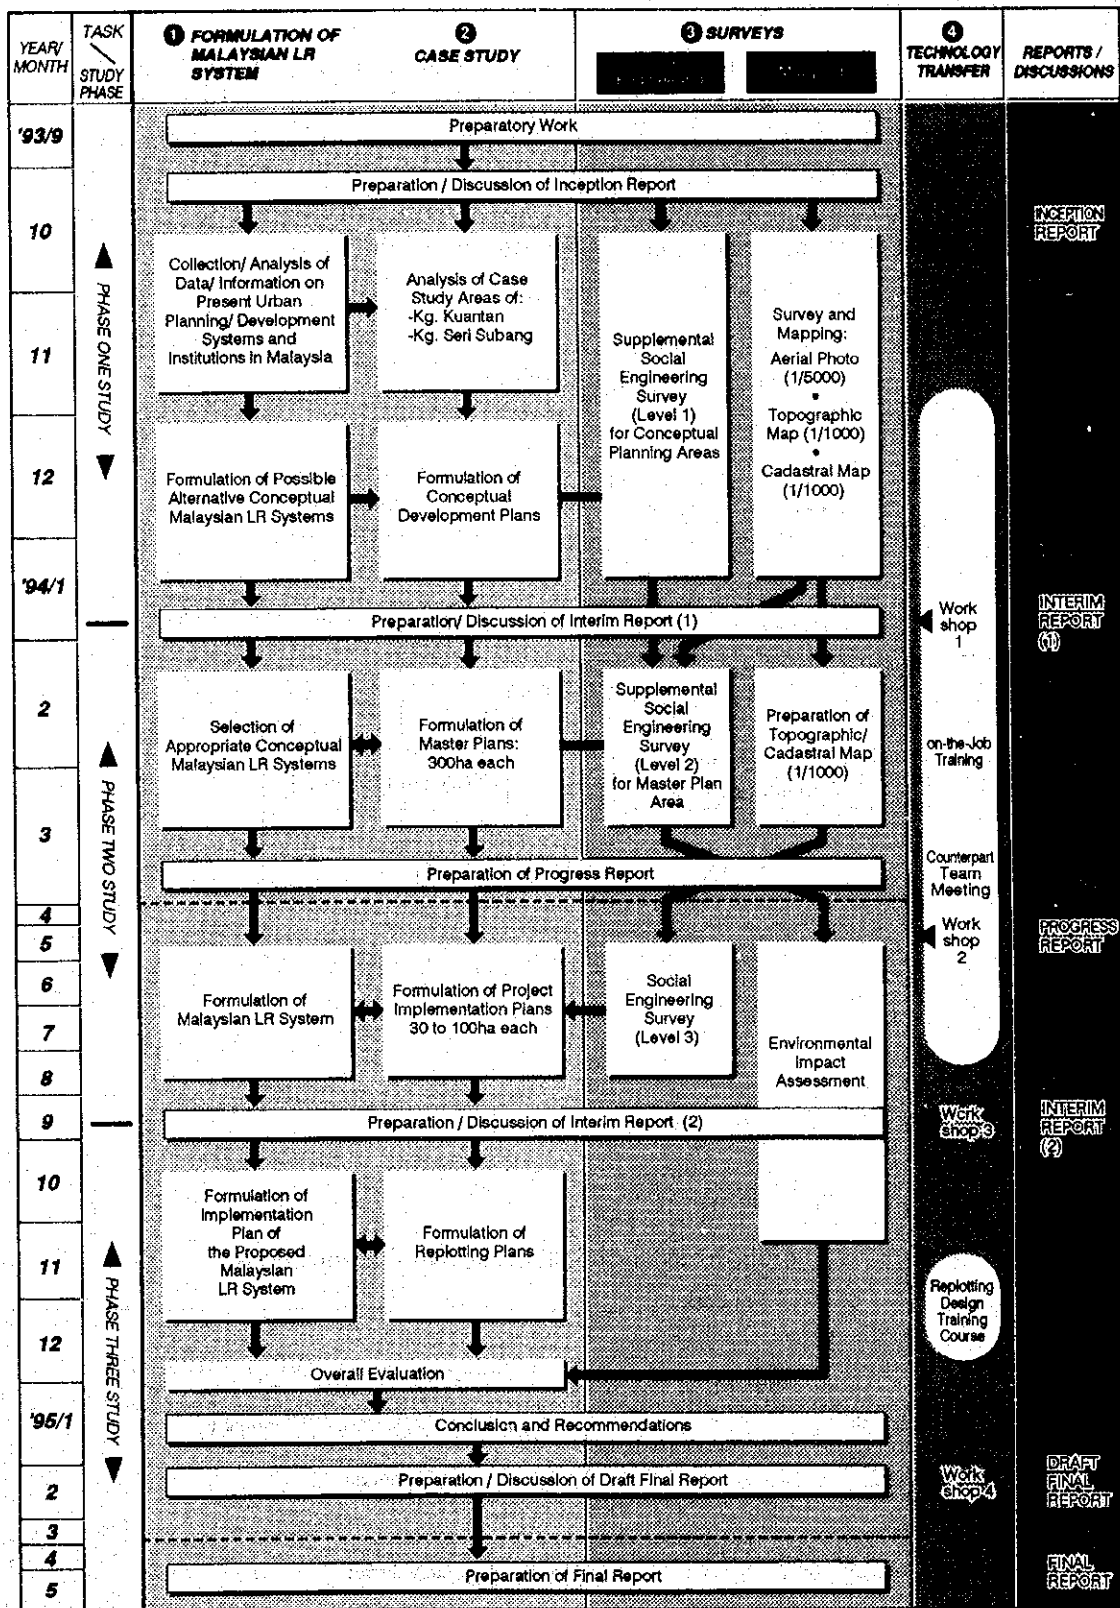 YEAR/
MONTH
TASK
/
STUDY
PHASE
1 FORMULATION OF
MALAYSIAN LR
SYSTEM
2
CASE STUDY
3 SURVEYS
4
TECHNOLOGY
TRANSFER
REPORTS /
DISCUSSIONS
'93/9
Preparatory Work
Preparation / Discussion of Inception Report
10
INCEPTION
REPORT
PHASE ONE STUDY
Collection/ Analysis of
Data/ Information on
Present Urban
Planning/ Development
Systems and
Institutions in Malaysia
Analysis of Case
Study Areas of:
-Kg. Kuantan
-Kg. Seri Subang
Supplemental
Social
Engineering
Survey
(Level 1)
for Conceptual
Planning Areas
Survey and
Mapping:
Aerial Photo
(1/5000)
•
Topographic
Map (1/1000)
•
Cadastral Map
(1/1000)
11
12
Formulation of Possible
Alternative Conceptual
Malaysian LR Systems
Formulation of
Conceptual
Development Plans
'94/1
Preparation/ Discussion of Interim Report (1)
Work
shop
1
INTERIM
REPORT
(1)
2
PHASE TWO STUDY
Selection of
Appropriate Conceptual
Malaysian LR Systems
Formulation of
Master Plans:
300ha each
Supplemental
Social
Engineering
Survey
(Level 2)
for Master Plan
Area
Preparation of
Topographic/
Cadastral Map
(1/1000)
on-the-Job
Training
3
Preparation of Progress Report
Counterpart
Team
Meeting
4
5
Work
shop
2
PROGRESS
REPORT
6
7
8
Formulation of
Malaysian LR System
Formulation of Project
Implementation Plans
30 to 100ha each
Social
Engineering
Survey
(Level 3)
Environmental
Impact
Assessment
9
Preparation / Discussion of Interim Report (2)
Work
shop 3
INTERIM
REPORT
(2)
10
PHASE THREE STUDY
Formulation of
Implementation
Plan of
the Proposed
Malaysian
LR System
Formulation of
Replotting Plans
11
Replotting
Design
Training
Course
12
Overall Evaluation
'95/1
Conclusion and Recommendations
Preparation / Discussion of Draft Final Report
2
Work
shop 4
DRAFT
FINAL
REPORT
3
4
Preparation of Final Report
5
FINAL
REPORT